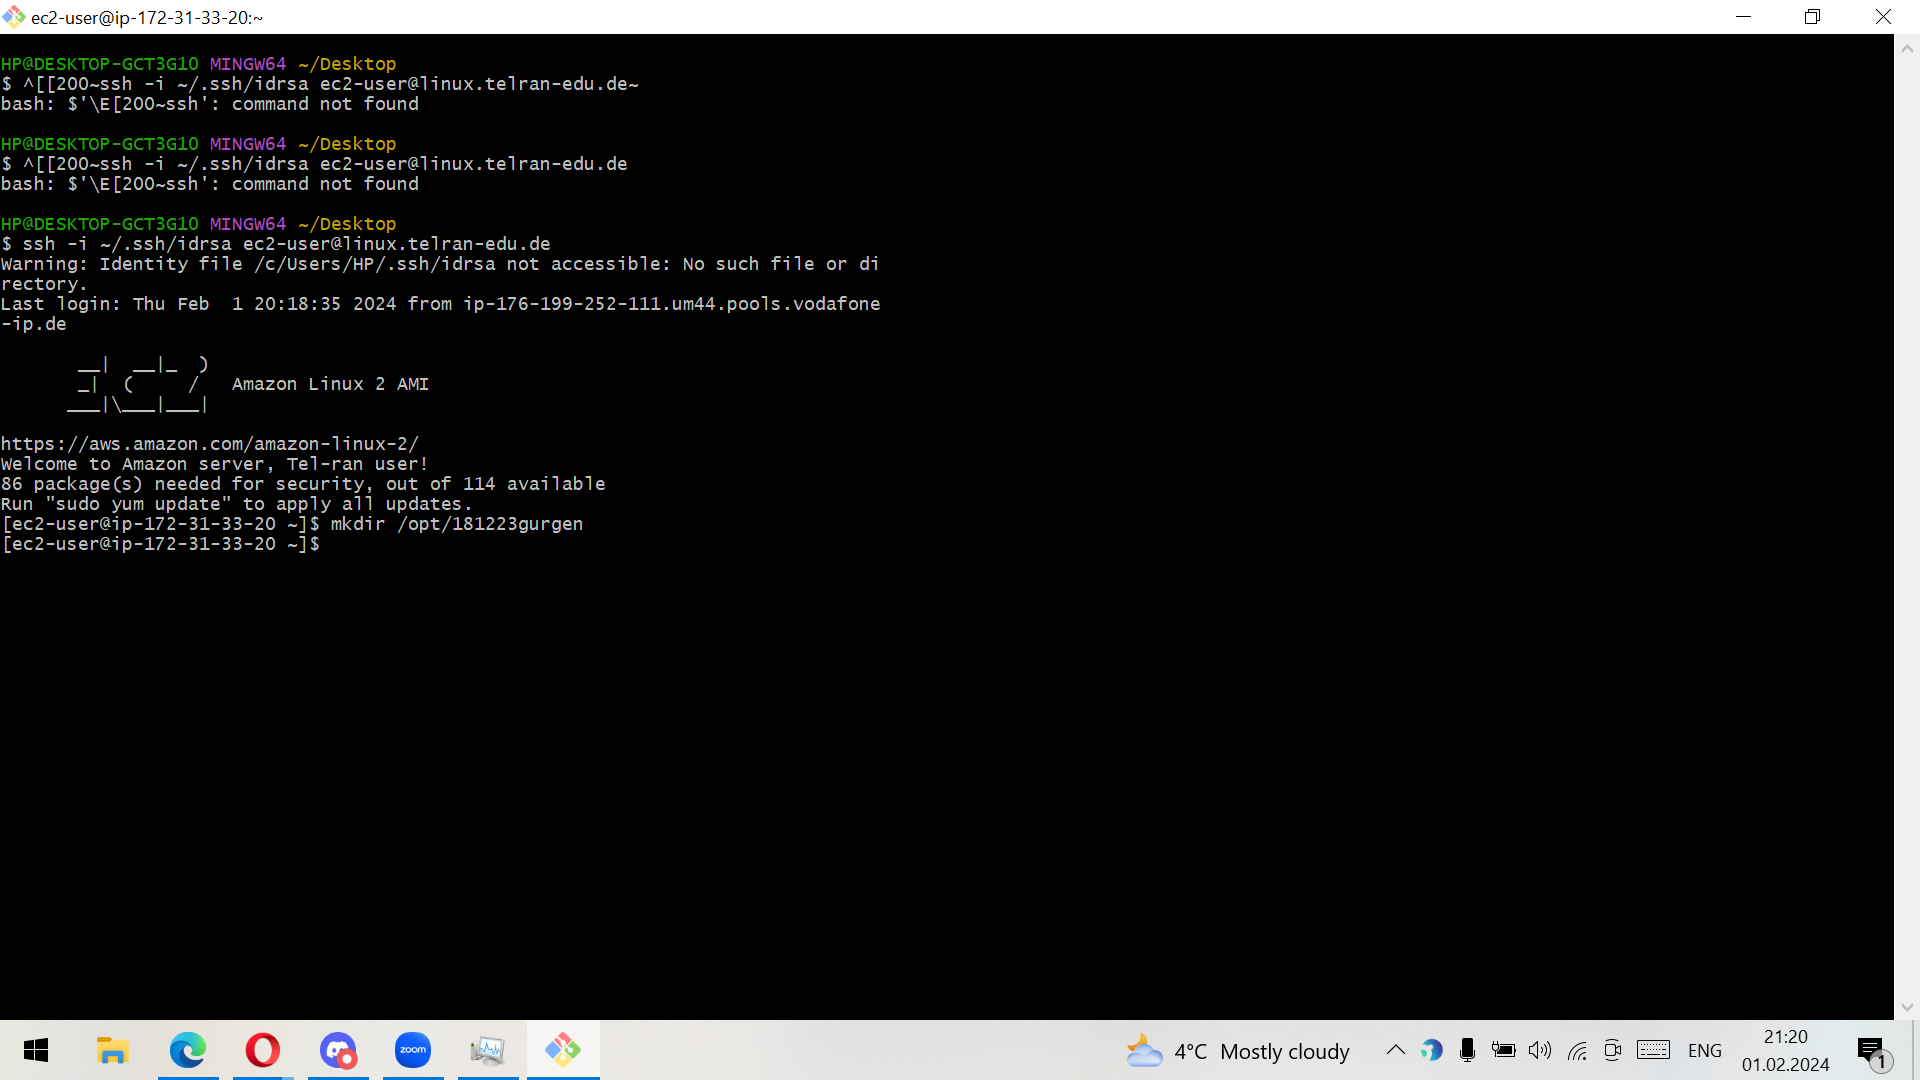 ec2-user@ip-172-31-33-20:~
HP@DESKTOP-GCT3G10 MINGW64 ~/Desktop
$ ^[[200~ssh -i ~/.ssh/idrsa ec2-user@linux.telran-edu.de~
bash: $'\E[200~ssh': command not found
HP@DESKTOP-GCT3G10 MINGW64 ~/Desktop
$ ^[[200~ssh -i ~/.ssh/idrsa ec2-user@linux.telran-edu.de
bash: $'\E[200~ssh': command not found
HP@DESKTOP-GCT3G10 MINGW64 ~/Desktop
$ ssh -i ~/.ssh/idrsa ec2-user@linux.telran-edu.de
Warning: Identity file /c/Users/HP/.ssh/idrsa not accessible: No such file or di
rectory.
Last login: Thu Feb  1 20:18:35 2024 from ip-176-199-252-111.um44.pools.vodafone
-ip.de
       __|  __|_  )
       _|  (     /   Amazon Linux 2 AMI
      ___|\___|___|
https://aws.amazon.com/amazon-linux-2/
Welcome to Amazon server, Tel-ran user!
86 package(s) needed for security, out of 114 available
Run "sudo yum update" to apply all updates.
[ec2-user@ip-172-31-33-20 ~]$ mkdir /opt/181223gurgen
[ec2-user@ip-172-31-33-20 ~]$
zoom
4°C Mostly cloudy
ENG
21:20
01.02.2024
1